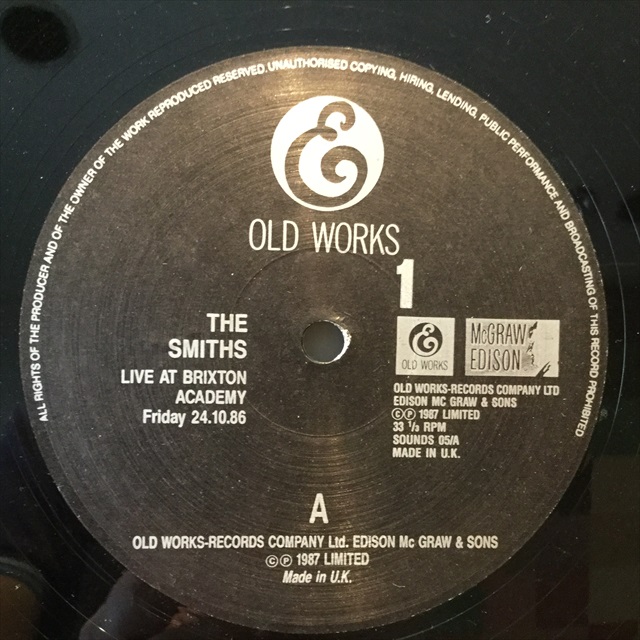 ALL RIGHTS OF THE PRODUCER AND OF THE OWNER OF THE WORK REPRODUCED RESERVED. UNAUTHORISED COPYING, HIRING, LENDING, PUBLIC PERFORMANCE AND BROADCASTING OF THIS RECORD PROHIBITED
&
OLD WORKS
1
THE
SMITHS
LIVE AT BRIXTON
ACADEMY
Friday 24.10.86
&
OLD WORKS
McGRAW
EDISON
OLD WORKS-RECORDS COMPANY LTD
EDISON MC GRAW & SONS
©℗ 1987 LIMITED
33 1/3 RPM
SOUNDS 05/A
MADE IN U.K.
A
OLD WORKS-RECORDS COMPANY Ltd. EDISON Mc GRAW & SONS
©℗ 1987 LIMITED
Made in U.K.